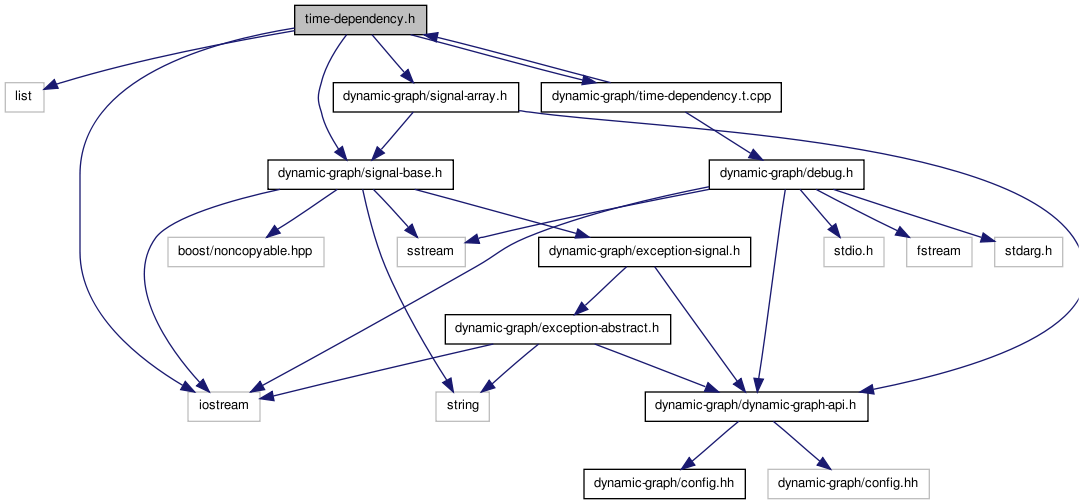 time-dependency.h
list
dynamic-graph/signal-array.h
dynamic-graph/time-dependency.t.cpp
dynamic-graph/signal-base.h
dynamic-graph/debug.h
boost/noncopyable.hpp
sstream
dynamic-graph/exception-signal.h
stdio.h
fstream
stdarg.h
dynamic-graph/exception-abstract.h
iostream
string
dynamic-graph/dynamic-graph-api.h
dynamic-graph/config.hh
dynamic-graph/config.hh